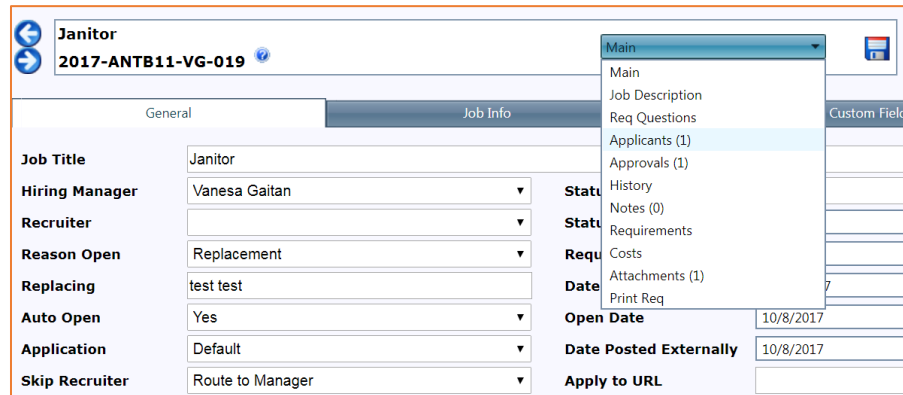 Janitor
2017-ANTB11-VG-019
Main
Main
Job Description
Req Questions
Applicants (1)
Approvals (1)
History
Notes (0)
Requirements
Costs
Attachments (1)
Print Req
General
Job Info
Custom Fiel
Job Title
Janitor
Hiring Manager
Vanesa Gaitan
Statu
Recruiter
Statu
Reason Open
Replacement
Requ
Replacing
test test
Date
7
Auto Open
Yes
Open Date
10/8/2017
Application
Default
Date Posted Externally
10/8/2017
Skip Recruiter
Route to Manager
Apply to URL